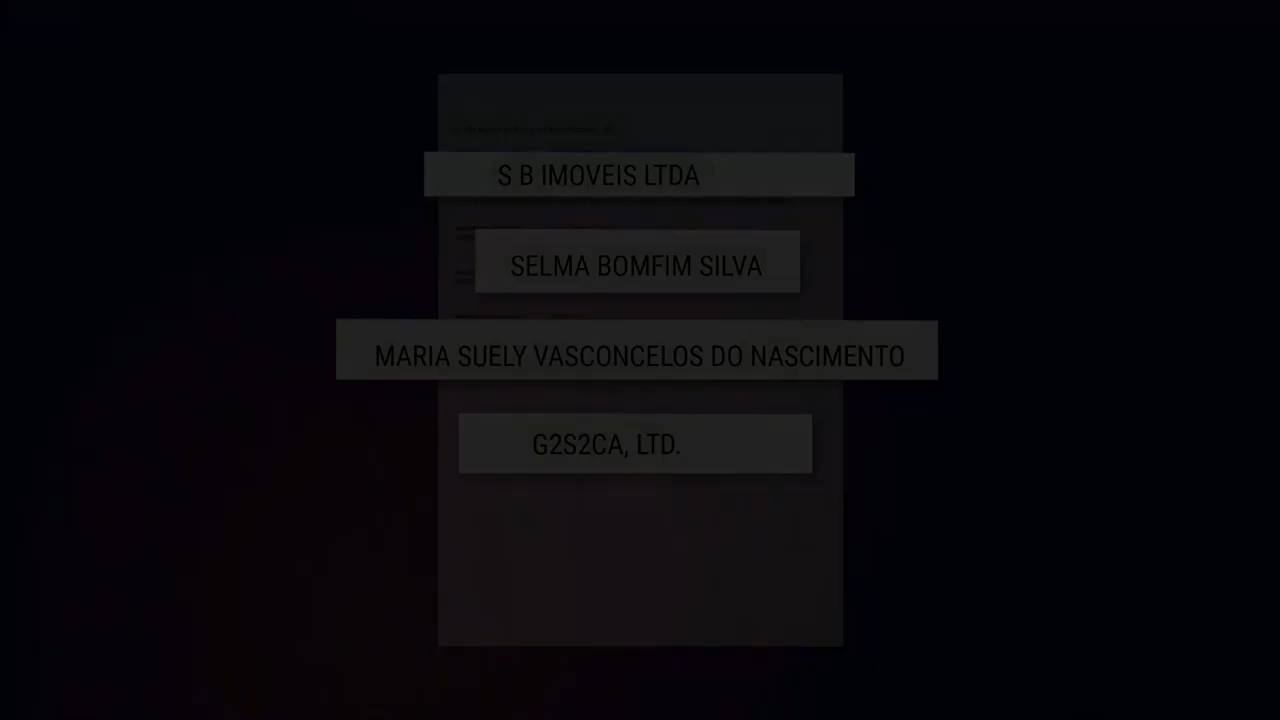 S B IMOVEIS LTDA
SELMA BOMFIM SILVA
MARIA SUELY VASCONCELOS DO NASCIMENTO
G2S2CA, LTD.